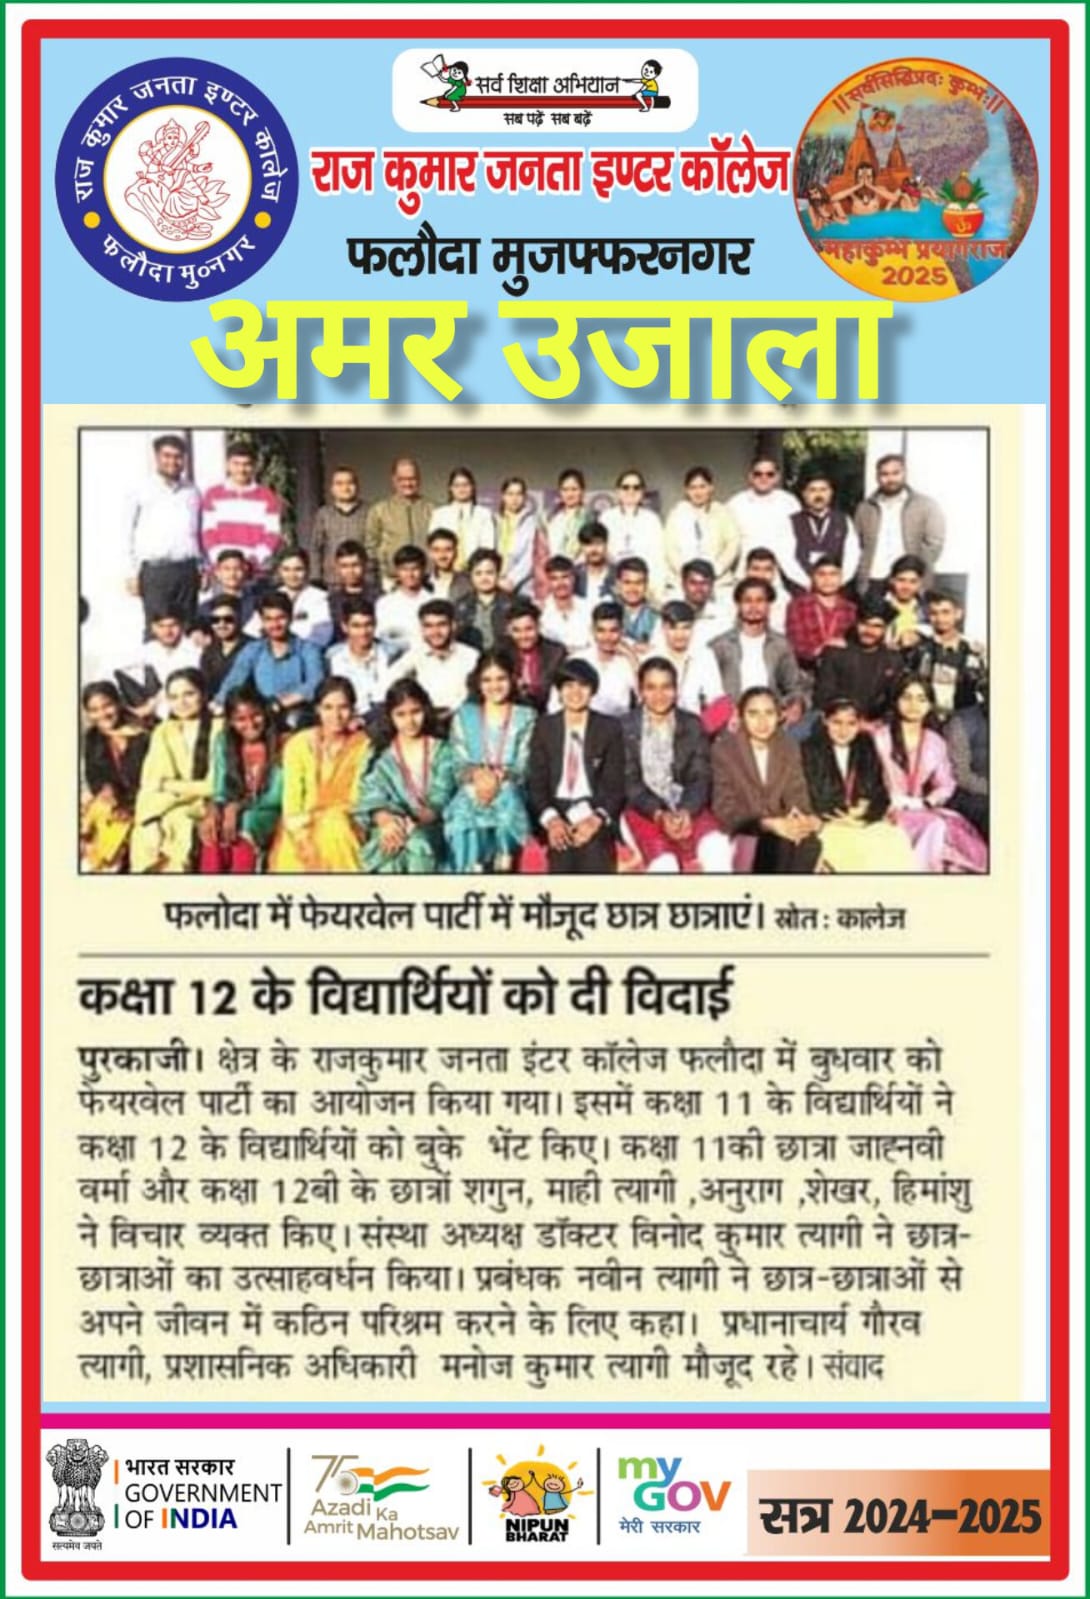 राज कुमार जनता इण्टर कालेज
फलौदा मु०नगर
सर्व शिक्षा अभियान
सब पढ़ें सब बढ़ें
॥सर्वसिद्धिप्रदः कुम्भः॥
महाकुम्भ प्रयागराज
2025
राज कुमार जनता इण्टर कॉलेज
फलौदा मुजफ्फरनगर
अमर उजाला
फलोदा में फेयरवेल पार्टी में मौजूद छात्र छात्राएं। स्रोत : कालेज
कक्षा 12 के विद्यार्थियों को दी विदाई
पुरकाजी। क्षेत्र के राजकुमार जनता इंटर कॉलेज फलौदा में बुधवार को
फेयरवेल पार्टी का आयोजन किया गया। इसमें कक्षा 11 के विद्यार्थियों ने
कक्षा 12 के विद्यार्थियों को बुके भेंट किए। कक्षा 11की छात्रा जाह्नवी
वर्मा और कक्षा 12बी के छात्रों शगुन, माही त्यागी ,अनुराग ,शेखर, हिमांशु
ने विचार व्यक्त किए। संस्था अध्यक्ष डॉक्टर विनोद कुमार त्यागी ने छात्र-
छात्राओं का उत्साहवर्धन किया। प्रबंधक नवीन त्यागी ने छात्र-छात्राओं से
अपने जीवन में कठिन परिश्रम करने के लिए कहा। प्रधानाचार्य गौरव
त्यागी, प्रशासनिक अधिकारी मनोज कुमार त्यागी मौजूद रहे। संवाद
सत्यमेव जयते
भारत सरकार
GOVERNMENT
OF INDIA
75
Azadi Ka
Amrit Mahotsav
NIPUN
BHARAT
my
GOV
मेरी सरकार
सत्र 2024-2025